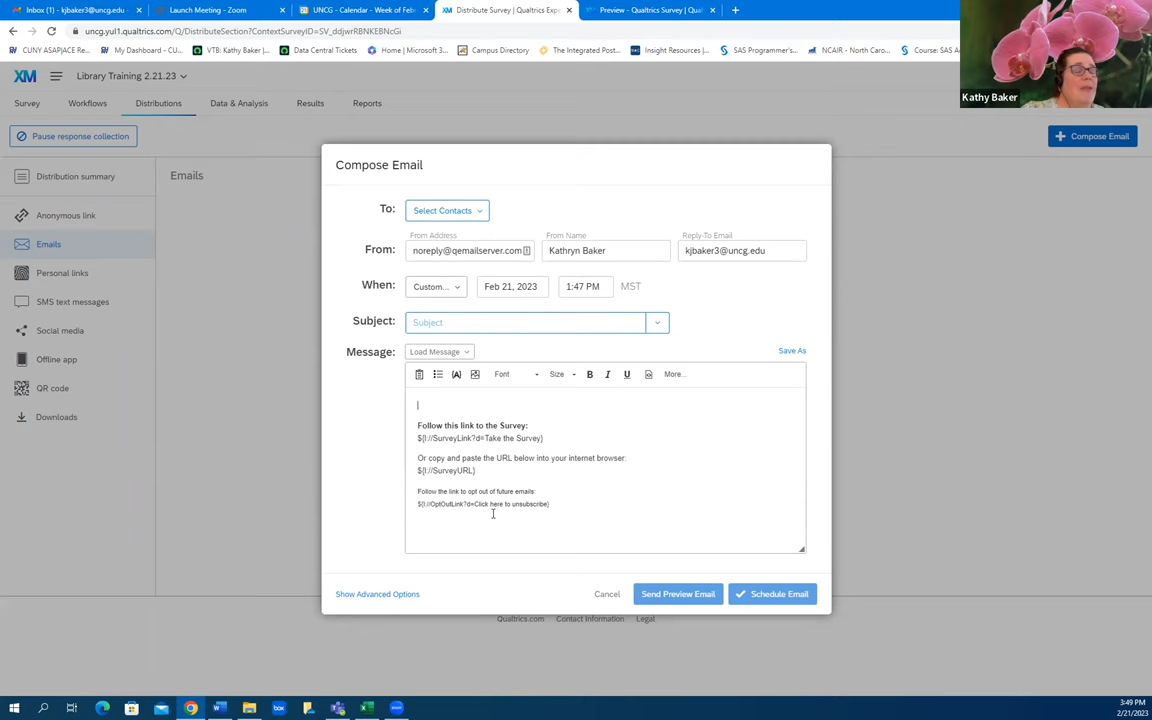 Inbox (1) - kjbaker3@uncg.edu
Launch Meeting - Zoom
UNCG - Calendar - Week of Feb
Distribute Survey | Qualtrics Exp
Preview - Qualtrics Survey | Qual
uncg.yul1.qualtrics.com/Q/DistributeSection?ContextSurveyID=SV_ddjwrRBNKEBNcGi
CUNY ASAP|ACE Re
My Dashboard - CU...
VTB: Kathy Baker
Data Central Tickets
Home | Microsoft 3...
Campus Directory
The Integrated Post...
Insight Resources |...
SAS Programmer's...
NCAIR – North Carol...
Course: SAS
Kathy Baker
XM
Library Training 2.21.23
Survey
Workflows
Distributions
Data & Analysis
Results
Reports
Pause response collection
Compose Email
Distribution summary
Anonymous link
Emails
Personal links
SMS text messages
Social media
Offline app
QR code
Downloads
Emails
Compose Email
To:
Select Contacts
From Address
From Name
Reply-To Email
From:
noreply@qemailserver.com
Kathryn Baker
kjbaker3@uncg.edu
When:
Custom...
Feb 21, 2023
1:47 PM
MST
Subject:
Subject
Message:
Load Message
Save As
Font
Size
B
I
U
More...
Follow this link to the Survey:
${l://SurveyLink?d=Take the Survey}
Or copy and paste the URL below into your internet browser:
${l://SurveyURL}
Follow the link to opt out of future emails:
${l://OptOutLink?d=Click here to unsubscribe}
Show Advanced Options
Cancel
Send Preview Email
Schedule Email
Qualtrics.com
Contact Information
Legal
3:49 PM
2/21/2023